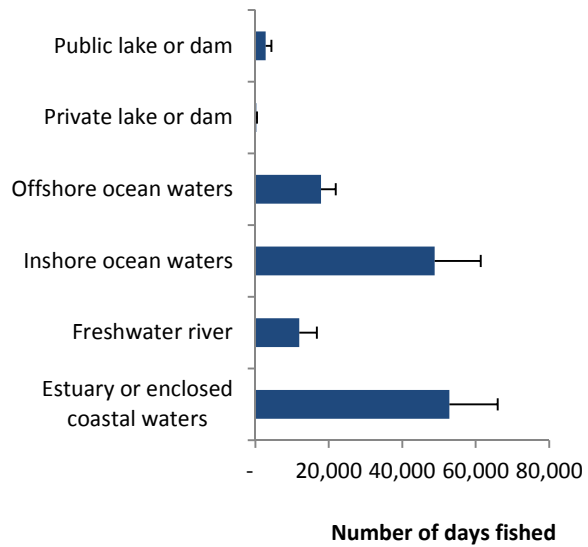 Public lake or dam
Private lake or dam
Offshore ocean waters
Inshore ocean waters
Freshwater river
Estuary or enclosed
coastal waters
- 20,000 40,000 60,000 80,000
Number of days fished